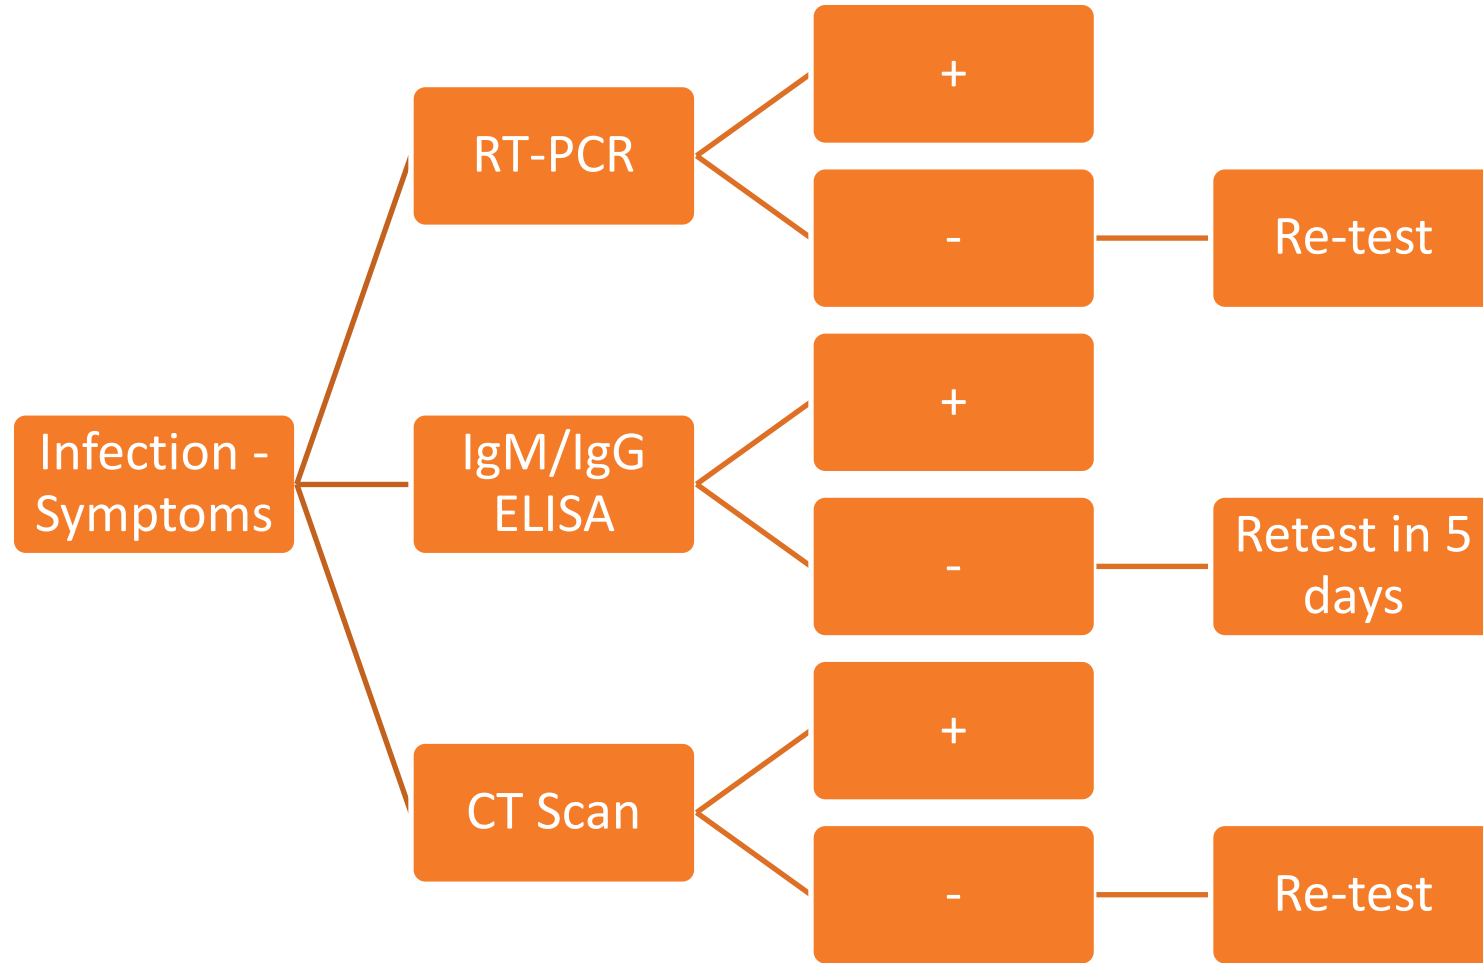 Infection -
Symptoms
RT-PCR
+
-
Re-test
IgM/IgG
ELISA
+
-
Retest in 5
days
CT Scan
+
-
Re-test